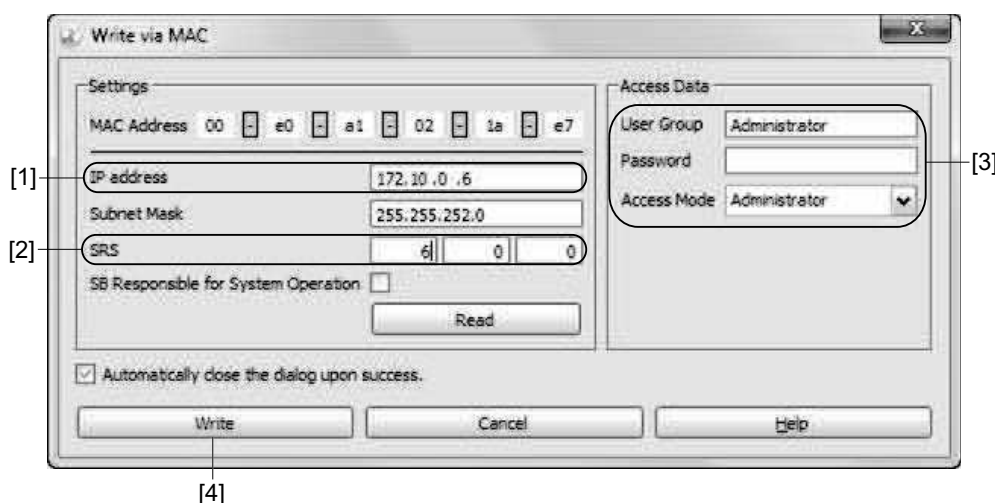 Write via MAC
x
Settings
MAC Address 00 - e0 - a1 - 02 - 1a - e7
[1]
IP address 172.10 .0 .6
Subnet Mask 255.255.252.0
[2]
SRS 6 0 0
SB Responsible for System Operation
Read
Access Data
User Group Administrator
Password
Access Mode Administrator
[3]
Automatically close the dialog upon success.
Write Cancel Help
[4]